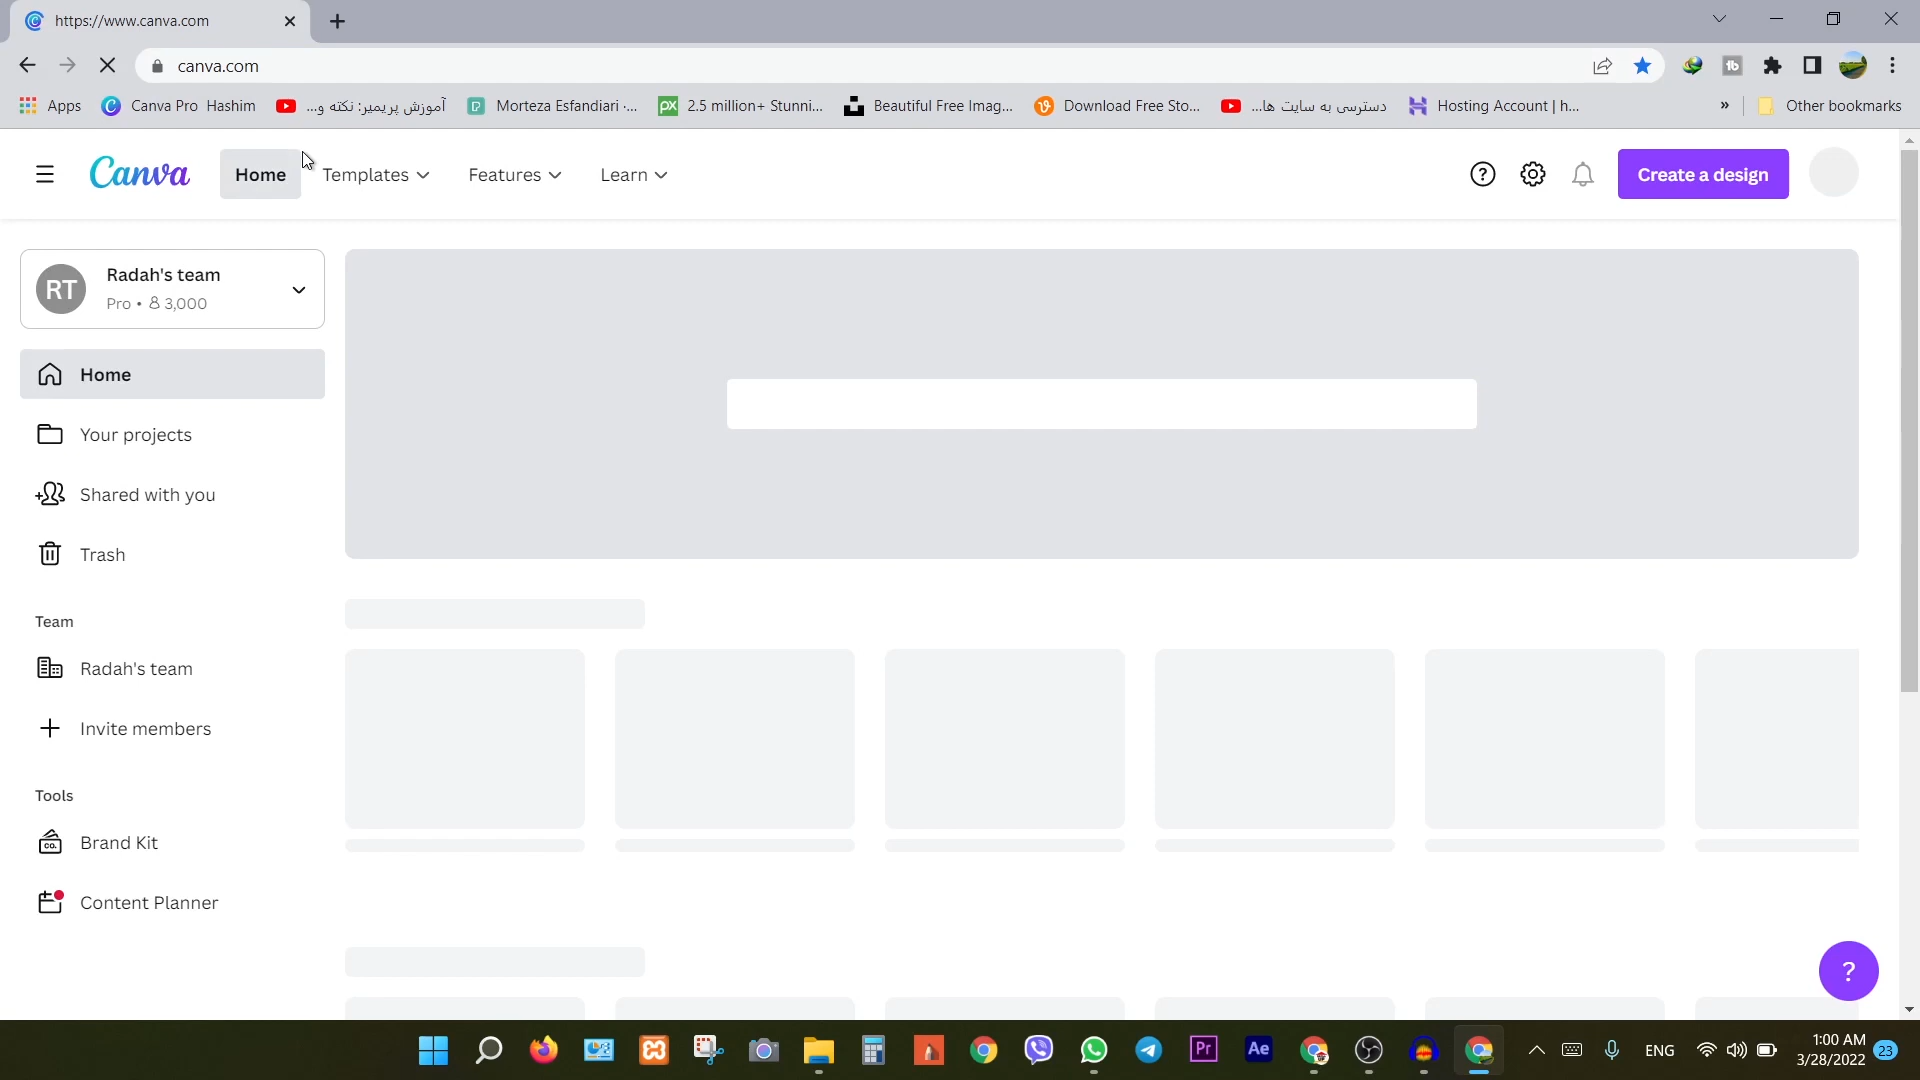 https://www.canva.com
canva.com
Apps
Canva Pro Hashim
آموزش پریمیر: نکته و...
Morteza Esfandiari -...
2.5 million+ Stunni...
Beautiful Free Imag...
Download Free Sto...
دسترسی به سایت ها...
Hosting Account | h...
»
Other bookmarks
Canva
Home
Templates
Features
Learn
Create a design
RT
Radah's team
Pro • 3,000
Home
Your projects
Shared with you
Trash
Team
Radah's team
Invite members
Tools
CO.
Brand Kit
Content Planner
?
Pr
Ae
ENG
1:00 AM
3/28/2022
23